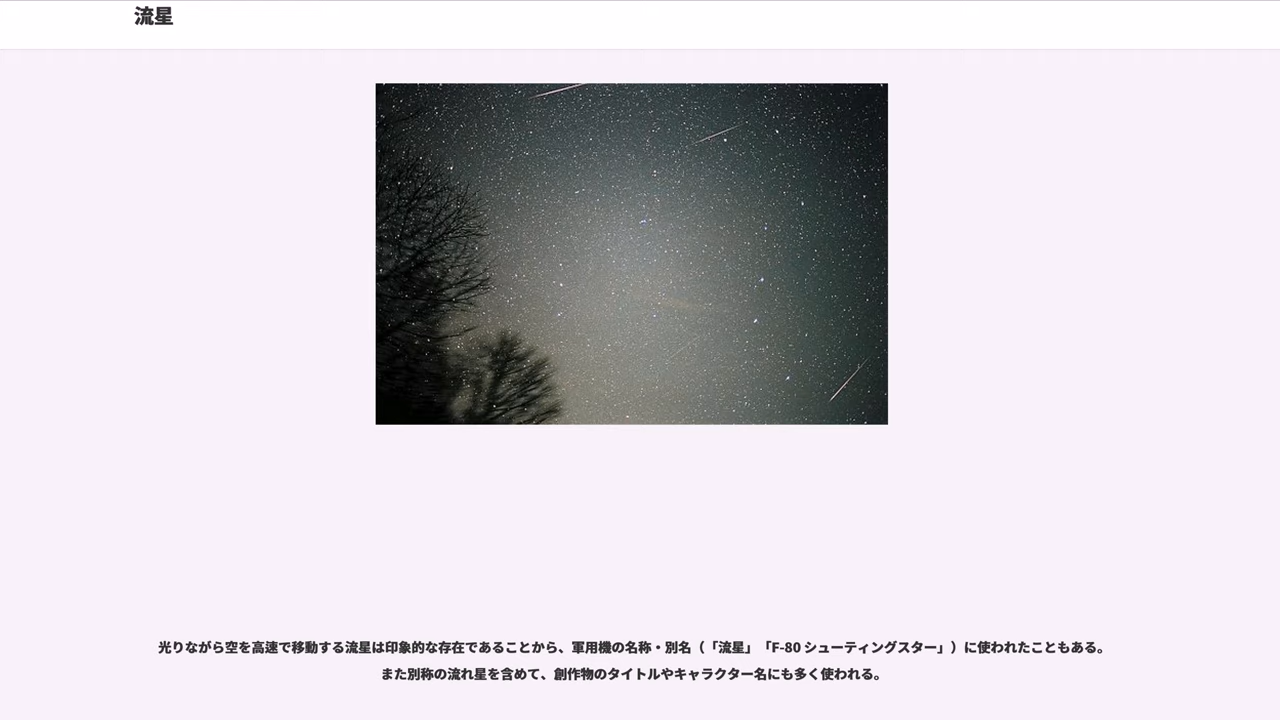 流星
光りながら空を高速で移動する流星は印象的な存在であることから、軍用機の名称・別名（「流星」「F-80 シューティングスター」）に使われたこともある。
また別称の流れ星を含めて、創作物のタイトルやキャラクター名にも多く使われる。